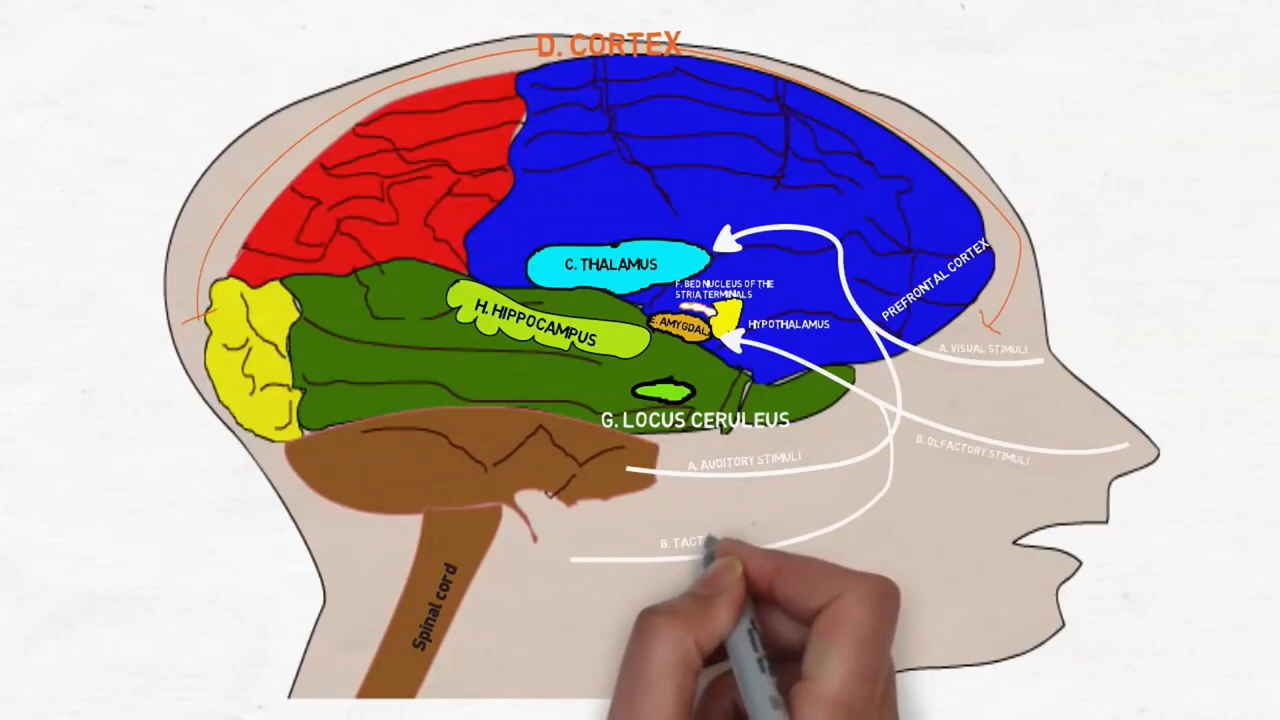 D. CORTEX
C. THALAMUS
PREFRONTAL CORTEX
F. BED NUCLEUS OF THE
STRIA TERMINALS
H. HIPPOCAMPUS
E. AMYGDAL
HYPOTHALAMUS
A. VISUAL STIMULI
G. LOCUS CERULEUS
B. OLFACTORY STIMULI
A. AUDITORY STIMULI
B. TACT
Spinal cord